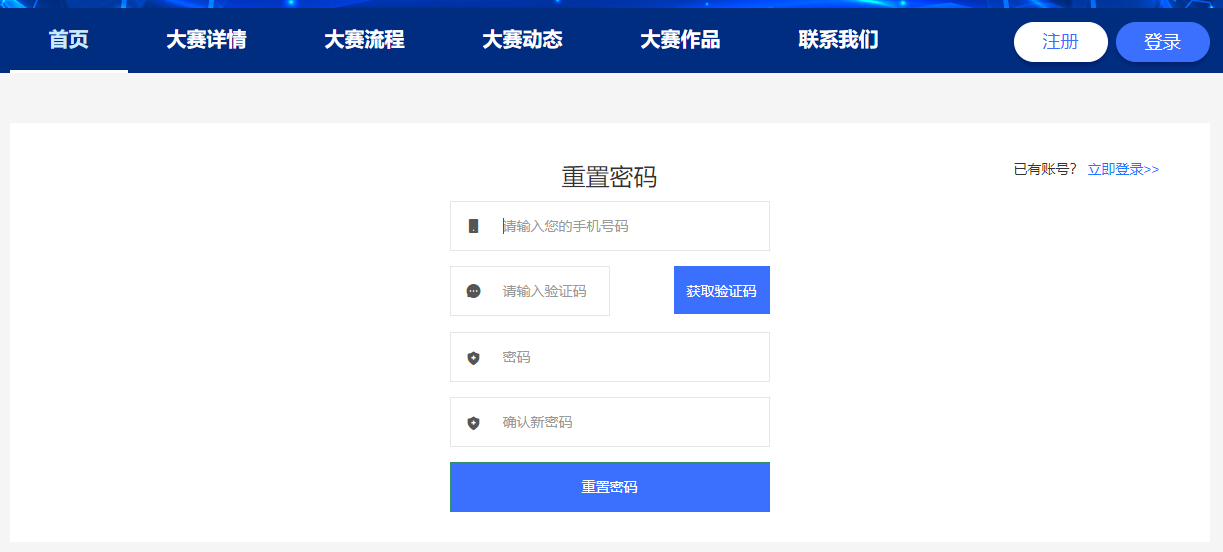 首页 大赛详情 大赛流程 大赛动态 大赛作品 联系我们 注册 登录
重置密码
已有账号? 立即登录>>
请输入您的手机号码
请输入验证码 获取验证码
密码
确认新密码
重置密码